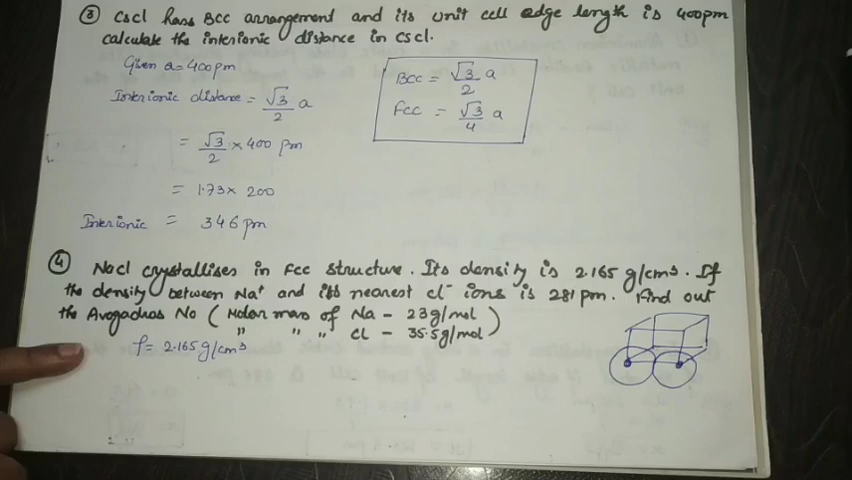 ③ Cscl hass BCC arrangement and its unit cell edge length is 400pm
calculate the interionic distance in cscl.
Given a=400pm
Interionic distance = √3/2 a
= √3/2 × 400 pm
= 1.73 × 200
Interionic = 346 pm
BCC = √3/2 a
FCC = √3/4 a
④ Nacl crystallises in FCC structure. Its density is 2.165 g/cm³. If
the density between Na⁺ and its nearest cl⁻ ions is 281 pm. Find out
the Avogadros No ( Molar mass of Na - 23g/mol
" " " cl - 35.5g/mol )
f = 2.165 g/cm³